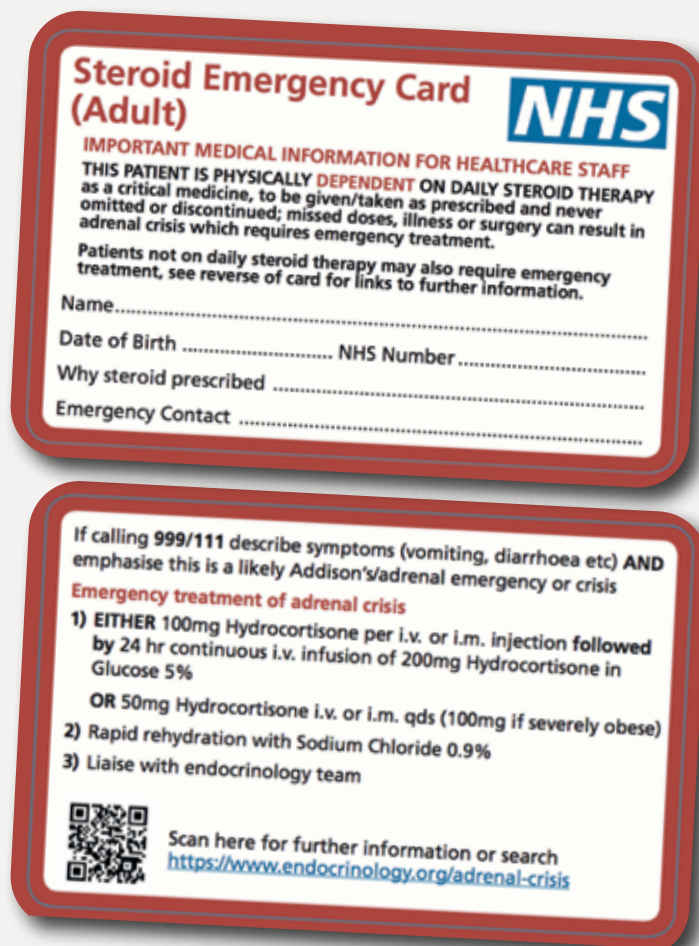 Steroid Emergency Card
(Adult)
NHS
IMPORTANT MEDICAL INFORMATION FOR HEALTHCARE STAFF
THIS PATIENT IS PHYSICALLY DEPENDENT ON DAILY STEROID THERAPY
as a critical medicine, to be given/taken as prescribed and never
omitted or discontinued; missed doses, illness or surgery can result in
adrenal crisis which requires emergency treatment.
Patients not on daily steroid therapy may also require emergency
treatment, see reverse of card for links to further information.
Name
Date of Birth NHS Number
Why steroid prescribed
Emergency Contact
If calling 999/111 describe symptoms (vomiting, diarrhoea etc) AND
emphasise this is a likely Addison's/adrenal emergency or crisis
Emergency treatment of adrenal crisis
1) EITHER 100mg Hydrocortisone per i.v. or i.m. injection followed
by 24 hr continuous i.v. infusion of 200mg Hydrocortisone in
Glucose 5%
OR 50mg Hydrocortisone i.v. or i.m. qds (100mg if severely obese)
2) Rapid rehydration with Sodium Chloride 0.9%
3) Liaise with endocrinology team
Scan here for further information or search
https://www.endocrinology.org/adrenal-crisis